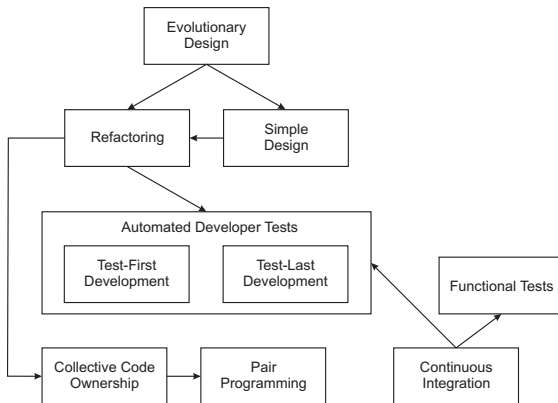 Evolutionary
Design
Refactoring
Simple
Design
Automated Developer Tests
Test-First
Development
Test-Last
Development
Functional Tests
Collective Code
Ownership
Pair
Programming
Continuous
Integration